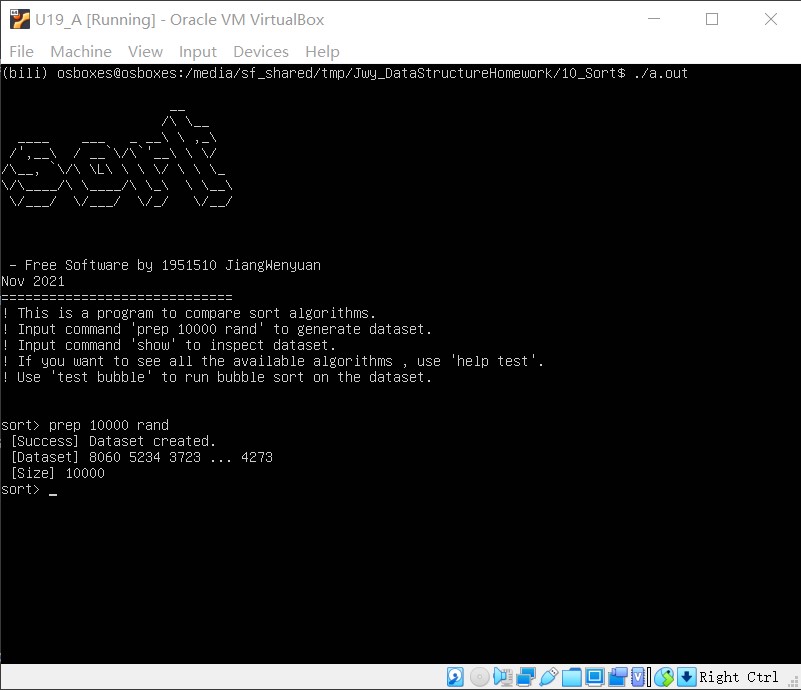 U19_A [Running] - Oracle VM VirtualBox
File Machine View Input Devices Help
(bili) osboxes@osboxes:/media/sf_shared/tmp/Jwy_DataStructureHomework/10_Sort$ ./a.out
sort
- Free Software by 1951510 JiangWenyuan
Nov 2021
=============================
! This is a program to compare sort algorithms.
! Input command 'prep 10000 rand' to generate dataset.
! Input command 'show' to inspect dataset.
! If you want to see all the available algorithms , use 'help test'.
! Use 'test bubble' to run bubble sort on the dataset.
sort> prep 10000 rand
[Success] Dataset created.
[Dataset] 8060 5234 3723 ... 4273
[Size] 10000
sort> _
Right Ctrl